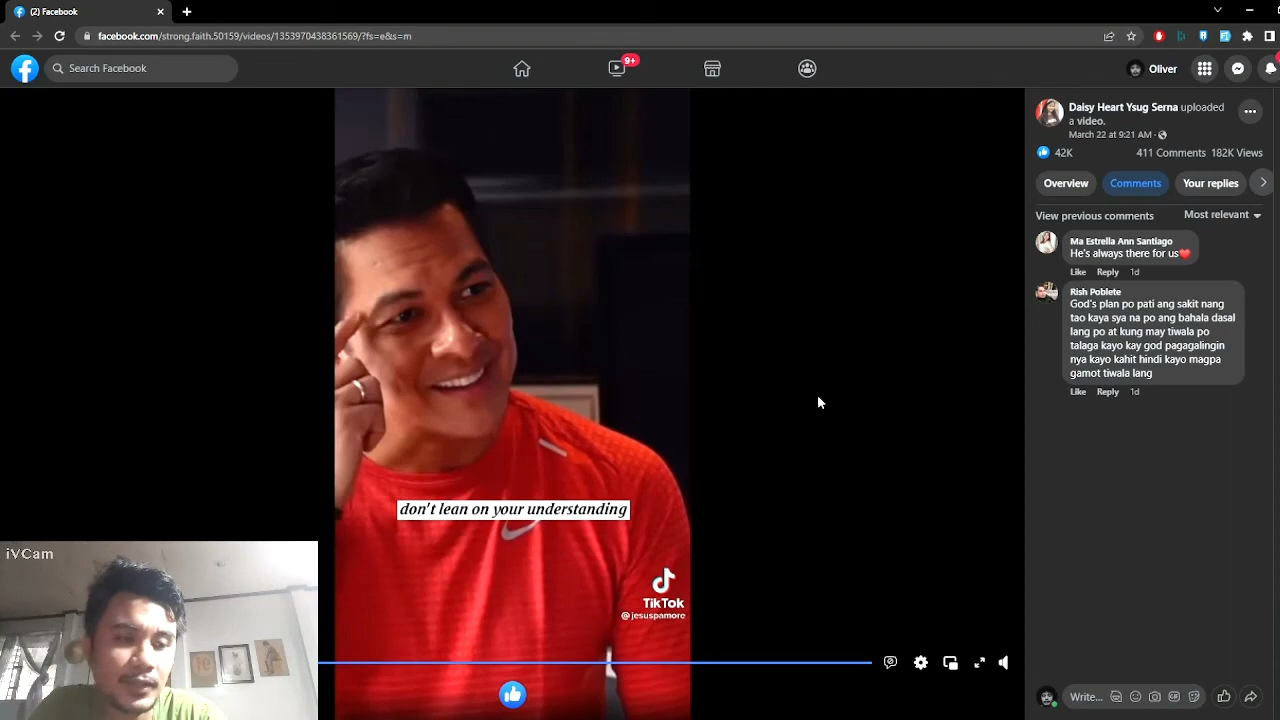 (2) Facebook
facebook.com/strong.faith.50159/videos/1353970438361569/?fs=e&s=m
Search Facebook
9+
Oliver
Daisy Heart Ysug Serna uploaded
a video.
March 22 at 9:21 AM
42K
411 Comments 182K Views
Overview
Comments
Your replies
View previous comments
Most relevant
Ma Estrella Ann Santiago
He's always there for us
Like Reply 1d
Rish Poblete
God's plan po pati ang sakit nang
tao kaya sya na po ang bahala dasal
lang po at kung may tiwala po
talaga kayo kay god pagagalingin
nya kayo kahit hindi kayo magpa
gamot tiwala lang
Like Reply 1d
don't lean on your understanding
TikTok
@jesuspamore
iVCam
Write...
GIF